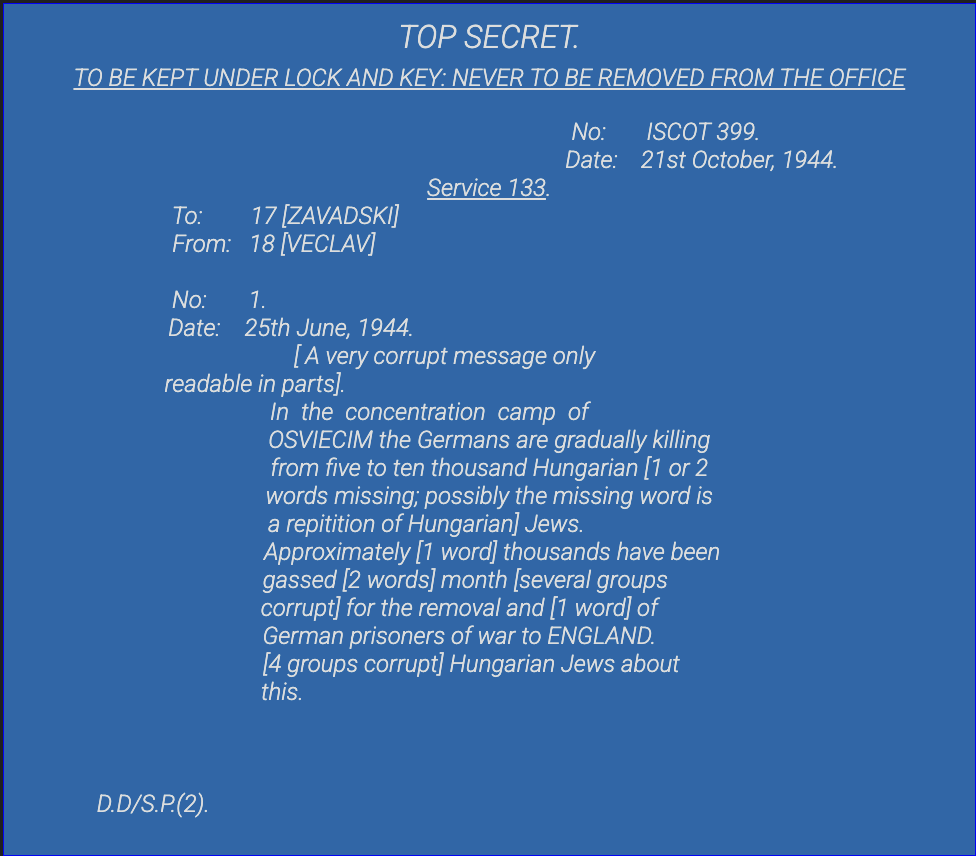 TOP SECRET.
TO BE KEPT UNDER LOCK AND KEY: NEVER TO BE REMOVED FROM THE OFFICE
No: ISCOT 399.
Date: 21st October, 1944.
Service 133.
To: 17 [ZAVADSKI]
From: 18 [VECLAV]
No: 1.
Date: 25th June, 1944.
[ A very corrupt message only
readable in parts].
In the concentration camp of
OSVIECIM the Germans are gradually killing
from five to ten thousand Hungarian [1 or 2
words missing; possibly the missing word is
a repitition of Hungarian] Jews.
Approximately [1 word] thousands have been
gassed [2 words] month [several groups
corrupt] for the removal and [1 word] of
German prisoners of war to ENGLAND.
[4 groups corrupt] Hungarian Jews about
this.
D.D/S.P.(2).